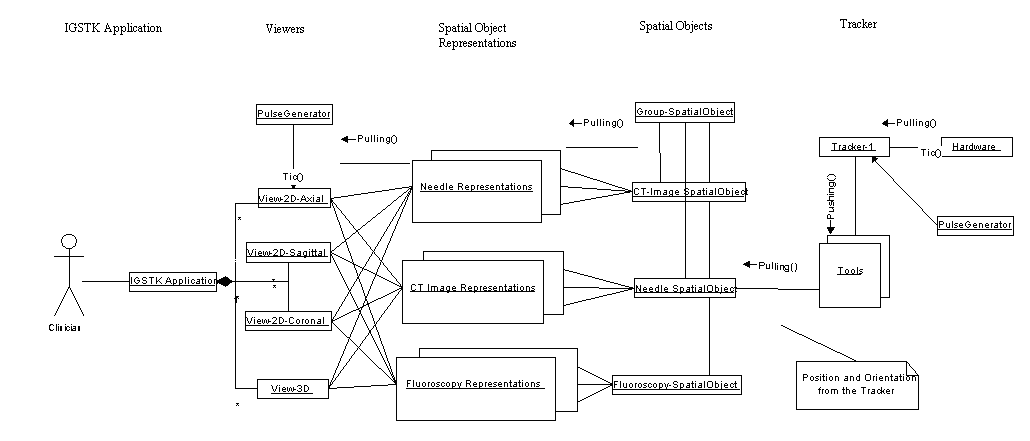 IGSTK Application
Viewers
Spatial Object
Representations
Spatial Objects
Tracker
PulseGenerator
Pulling()
Pulling()
Group-SpatialObject
Pulling()
Tracker-1
Tic()
Hardware
Tic()
View-2D-Axial
*
Needle Representations
CT-Image SpatialObject
Pushing()
PulseGenerator
View-2D-Sagittal
Clinician
IGSTK Application
*
*
*
CT Image Representations
Needle SpatialObject
Pulling()
Tools
View-2D-Coronal
View-3D
*
Fluoroscopy Representations
Fluoroscopy-SpatialObject
Position and Orientation
from the Tracker